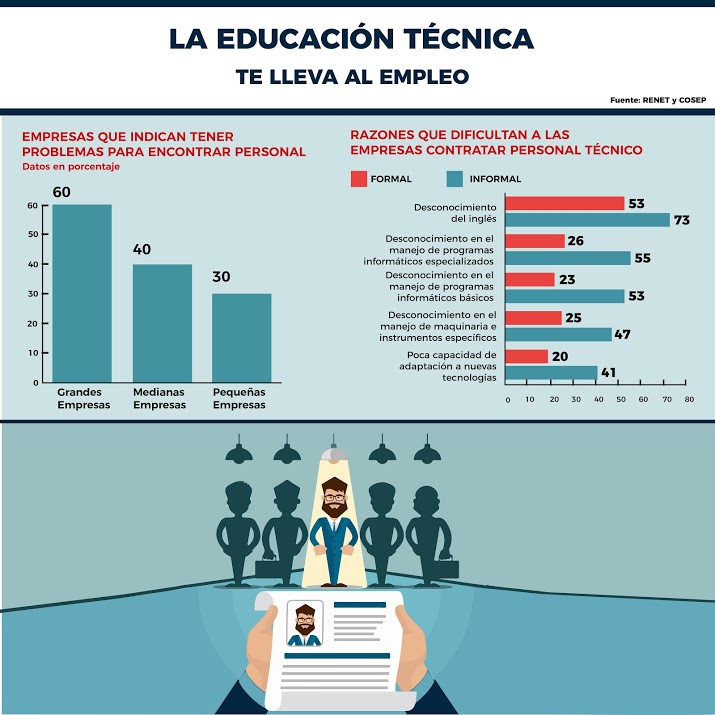 LA EDUCACIÓN TÉCNICA
TE LLEVA AL EMPLEO
Fuente: RENET y COSEP
EMPRESAS QUE INDICAN TENER
PROBLEMAS PARA ENCONTRAR PERSONAL
Datos en porcentaje
60
50
40
30
20
10
0
60
40
30
Grandes
Empresas
Medianas
Empresas
Pequeñas
Empresas
RAZONES QUE DIFICULTAN A LAS
EMPRESAS CONTRATAR PERSONAL TÉCNICO
FORMAL
INFORMAL
Desconocimiento
del inglés
53
73
Desconocimiento en el
manejo de programas
informáticos especializados
26
55
Desconocimiento en el
manejo de programas
informáticos básicos
23
53
Desconocimiento en el
manejo de maquinaria e
instrumentos específicos
25
47
Poca capacidad de
adaptación a nuevas
tecnologías
20
41
0 10 20 30 40 50 60 70 80